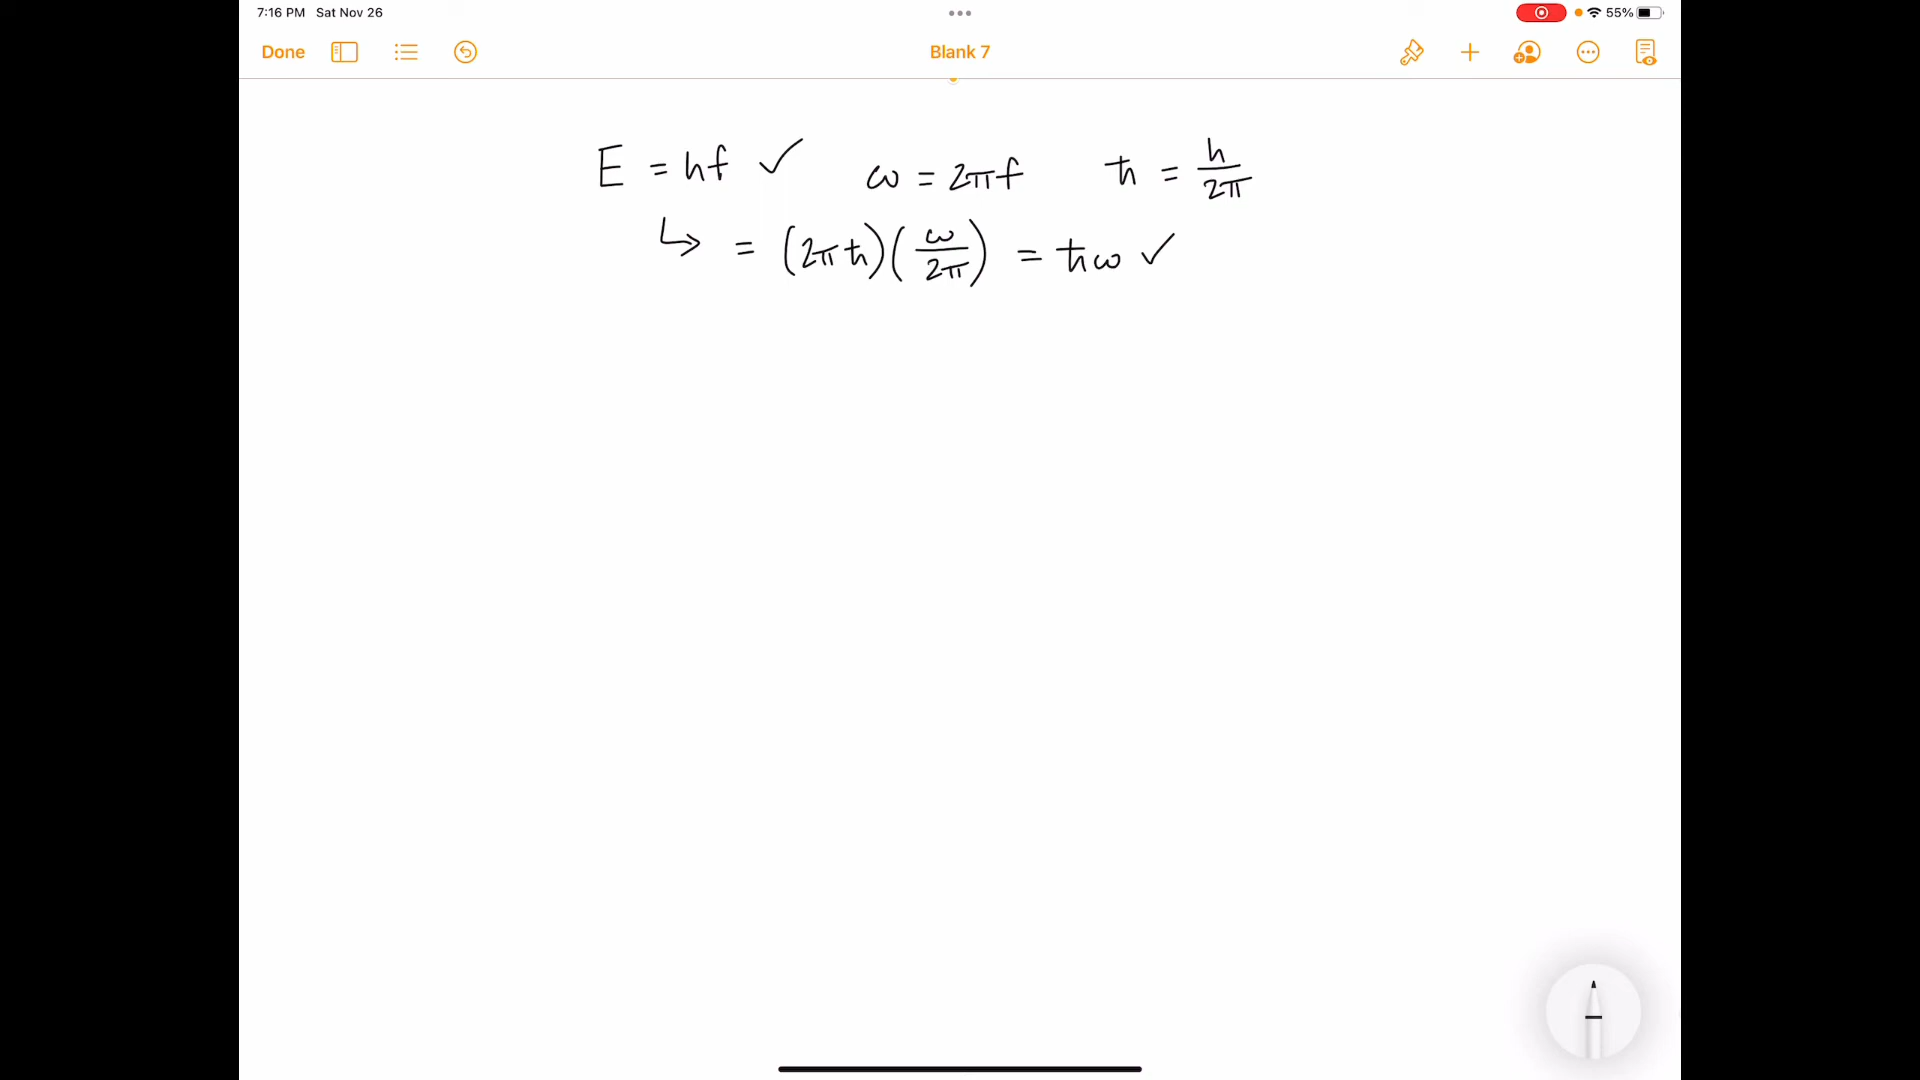 7:16 PM Sat Nov 26
55%
Done
Blank 7
E = hf ✓ ω = 2πf ħ = h/2π
↳ = (2πħ)(ω/2π) = ħω ✓